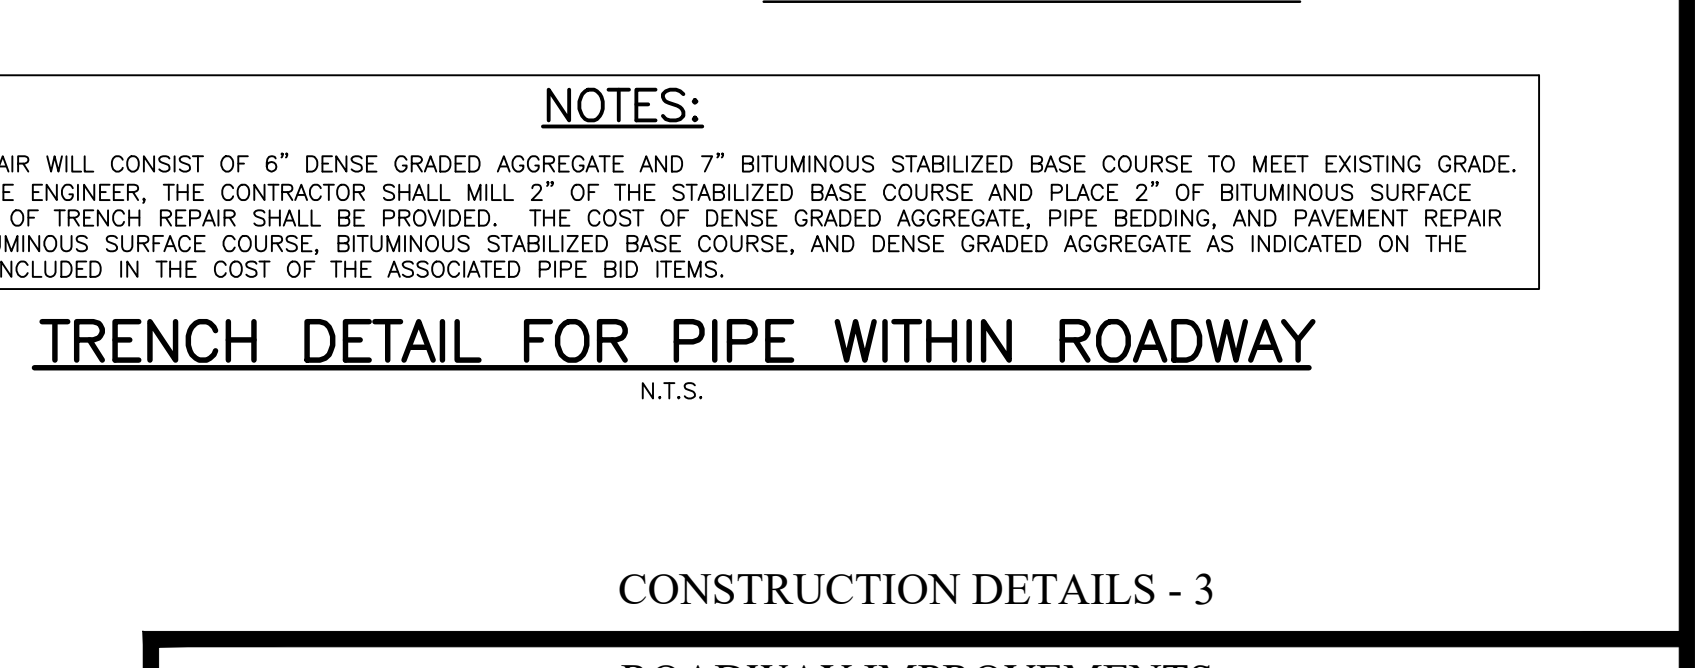 NOTES:
WILL CONSIST OF 6” DENSE GRADED AGGREGATE AND 7” BITUMINOUS STABILIZED BASE COURSE TO MEET EXISTING GRADE.
ENGINEER, THE CONTRACTOR SHALL MILL 2” OF THE STABILIZED BASE COURSE AND PLACE 2” OF BITUMINOUS SURFACE
OF TRENCH REPAIR SHALL BE PROVIDED. THE COST OF DENSE GRADED AGGREGATE, PIPE BEDDING, AND PAVEMENT REPAIR
SURFACE COURSE, BITUMINOUS STABILIZED BASE COURSE, AND DENSE GRADED AGGREGATE AS INDICATED ON THE
IN THE COST OF THE ASSOCIATED PIPE BID ITEMS.
TRENCH DETAIL FOR PIPE WITHIN ROADWAY
N.T.S.
CONSTRUCTION DETAILS - 3